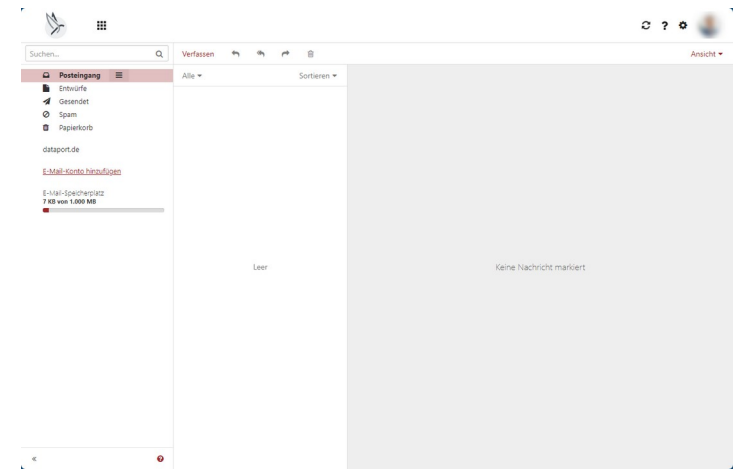 Suchen...
Verfassen
Ansicht
Posteingang
Entwürfe
Gesendet
Spam
Papierkorb
dataport.de
E-Mail-Konto hinzufügen
E-Mail-Speicherplatz
7 KB von 1.000 MB
Alle
Sortieren
Leer
Keine Nachricht markiert